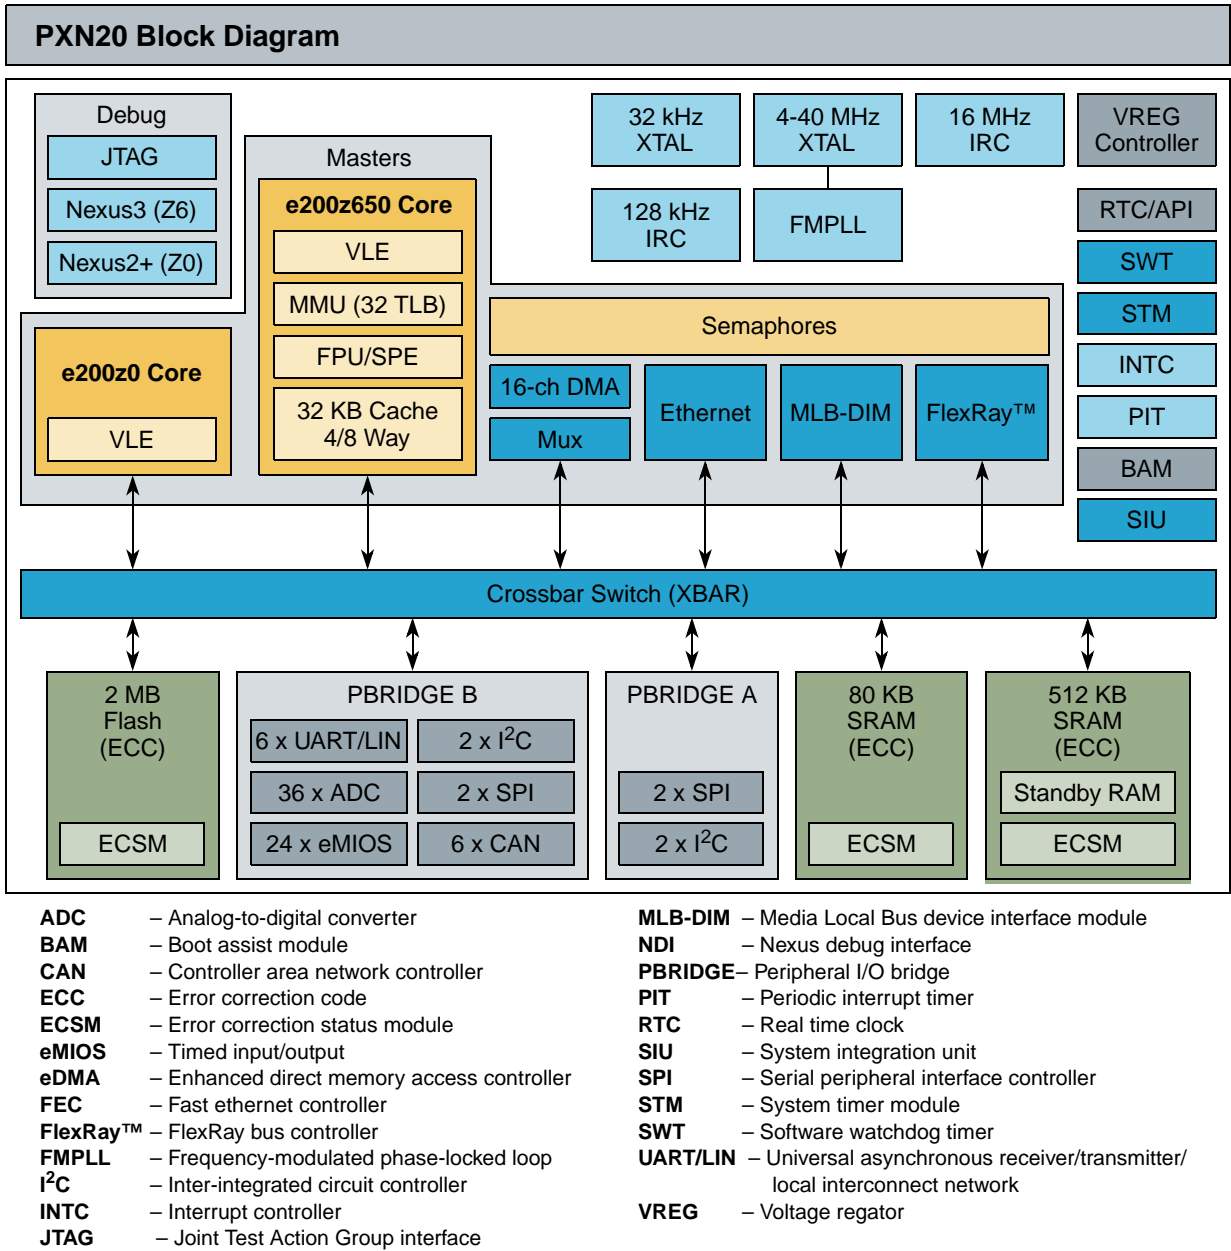 PXN20 Block Diagram
Debug
JTAG
Nexus3 (Z6)
Nexus2+ (Z0)
Masters
e200z650 Core
VLE
MMU (32 TLB)
FPU/SPE
32 KB Cache
4/8 Way
e200z0 Core
VLE
32 kHz
XTAL
4-40 MHz
XTAL
16 MHz
IRC
128 kHz
IRC
FMPLL
VREG
Controller
RTC/API
SWT
STM
INTC
PIT
BAM
SIU
Semaphores
16-ch DMA
Mux
Ethernet
MLB-DIM
FlexRay™
Crossbar Switch (XBAR)
2 MB
Flash
(ECC)
ECSM
PBRIDGE B
6 x UART/LIN
2 x I²C
36 x ADC
2 x SPI
24 x eMIOS
6 x CAN
PBRIDGE A
2 x SPI
2 x I²C
80 KB
SRAM
(ECC)
ECSM
512 KB
SRAM
(ECC)
Standby RAM
ECSM
ADC – Analog-to-digital converter
BAM – Boot assist module
CAN – Controller area network controller
ECC – Error correction code
ECSM – Error correction status module
eMIOS – Timed input/output
eDMA – Enhanced direct memory access controller
FEC – Fast ethernet controller
FlexRay™ – FlexRay bus controller
FMPLL – Frequency-modulated phase-locked loop
I²C – Inter-integrated circuit controller
INTC – Interrupt controller
JTAG – Joint Test Action Group interface
MLB-DIM – Media Local Bus device interface module
NDI – Nexus debug interface
PBRIDGE– Peripheral I/O bridge
PIT – Periodic interrupt timer
RTC – Real time clock
SIU – System integration unit
SPI – Serial peripheral interface controller
STM – System timer module
SWT – Software watchdog timer
UART/LIN – Universal asynchronous receiver/transmitter/
local interconnect network
VREG – Voltage regator